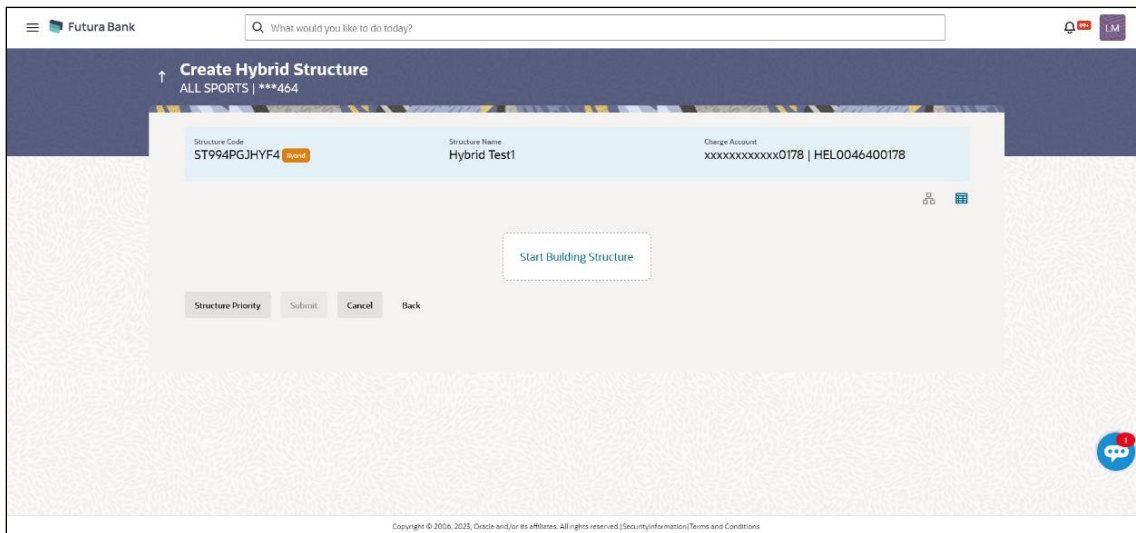 Futura Bank
What would you like to do today?
99+
LM
Create Hybrid Structure
ALL SPORTS | ***464
Structure Code
ST994PGJHYF4 Hybrid
Structure Name
Hybrid Test1
Charge Account
xxxxxxxxxxxx0178 | HEL0046400178
Start Building Structure
Structure Priority
Submit
Cancel
Back
1
Copyright © 2006, 2023, Oracle and/or its affiliates. All rights reserved.|SecurityInformation|Terms and Conditions